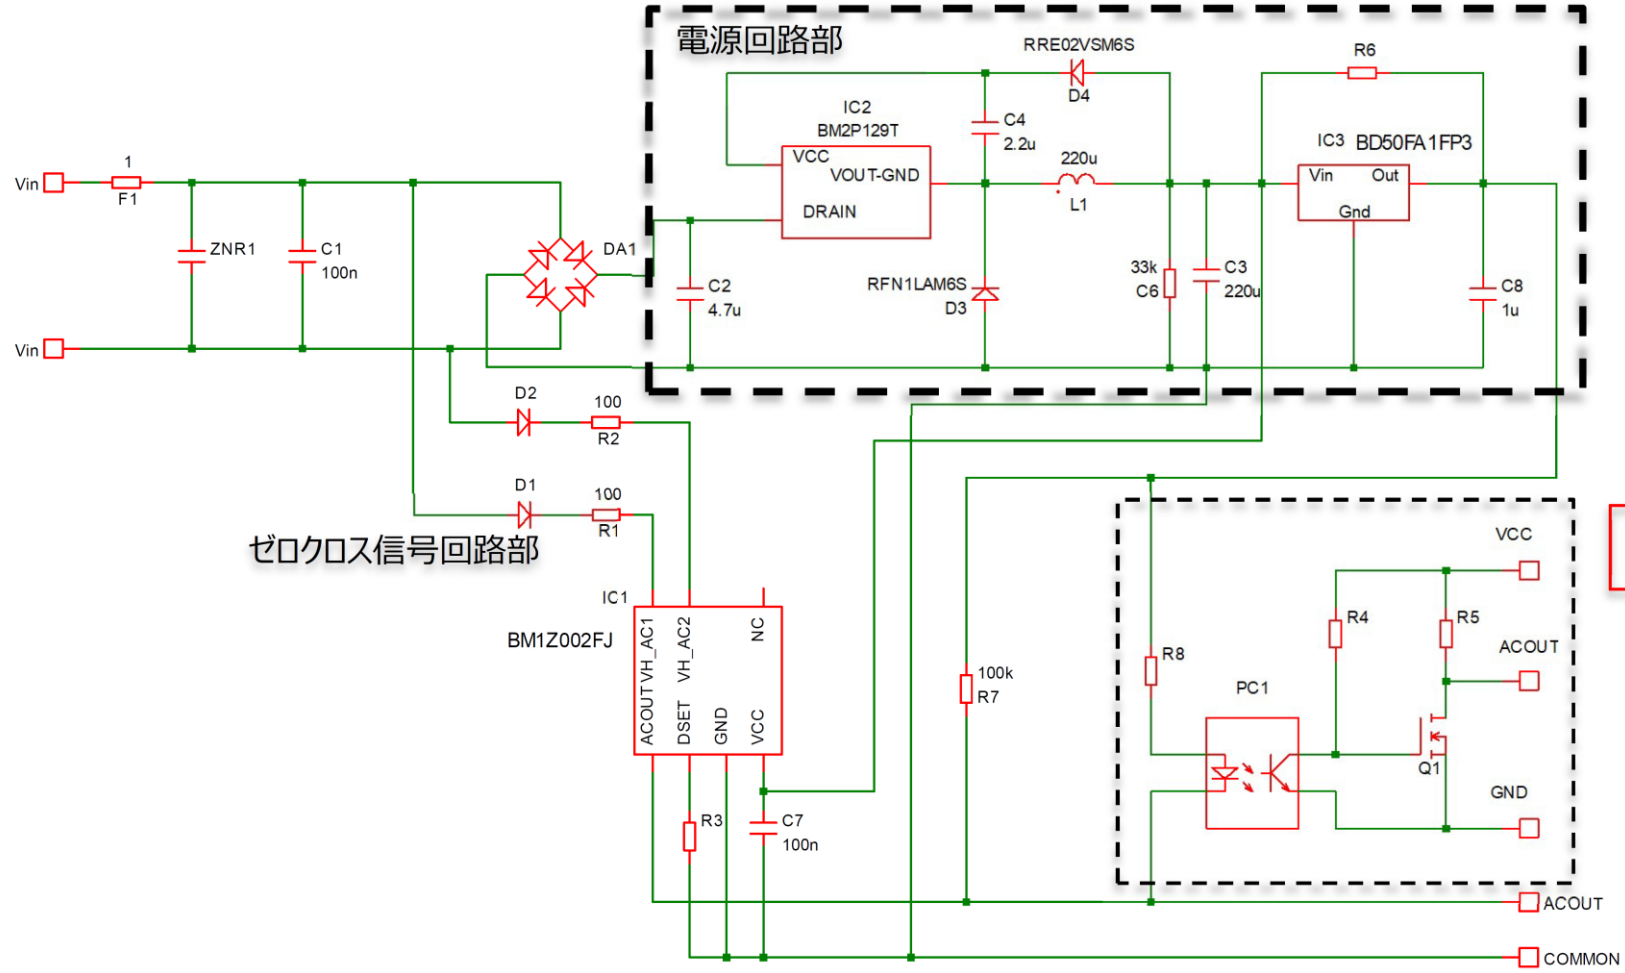 電源回路部
RRE02VSM6S
D4
R6
IC2
BM2P129T
C4
2.2u
VCC
VOUT-GND
DRAIN
220u
L1
IC3 BD50FA1FP3
Vin Out
Gnd
Vin
1
F1
ZNR1
C1
100n
DA1
C2
4.7u
RFN1LAM6S
D3
33k
C6
C3
220u
C8
1u
Vin
D2
100
R2
D1
100
R1
ゼロクロス信号回路部
IC1
BM1Z002FJ
VH_AC1
VH_AC2
NC
ACOUT
DSET
GND
VCC
R3
C7
100n
100k
R7
R8
PC1
R4
R5
Q1
VCC
ACOUT
GND
ACOUT
COMMON